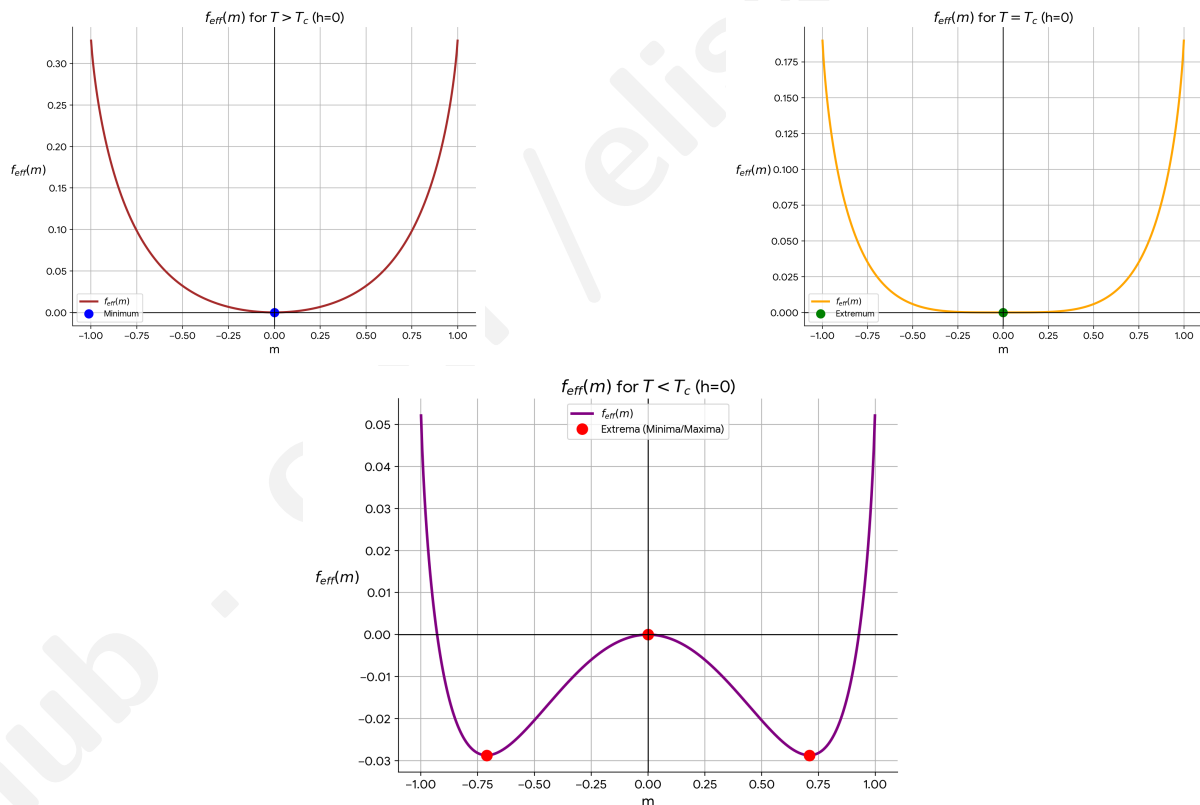 f_eff(m) for T > T_c (h=0)
0.30
0.25
0.20
f_eff(m)
0.15
0.10
0.05
0.00
f_eff(m)
Minimum
−1.00 −0.75 −0.50 −0.25 0.00 0.25 0.50 0.75 1.00
m
f_eff(m) for T = T_c (h=0)
0.175
0.150
0.125
f_eff(m) 0.100
0.075
0.050
0.025
0.000
f_eff(m)
Extremum
−1.00 −0.75 −0.50 −0.25 0.00 0.25 0.50 0.75 1.00
m
f_eff(m) for T < T_c (h=0)
f_eff(m)
Extrema (Minima/Maxima)
0.05
0.04
0.03
0.02
f_eff(m)
0.01
0.00
−0.01
−0.02
−0.03
−1.00 −0.75 −0.50 −0.25 0.00 0.25 0.50 0.75 1.00
m